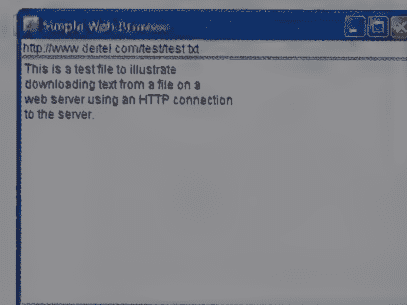 Simple Web Browser
http://www.deitel.com/test/test.txt
This is a test file to illustrate
downloading text from a file on a
web server using an HTTP connection
to the server.